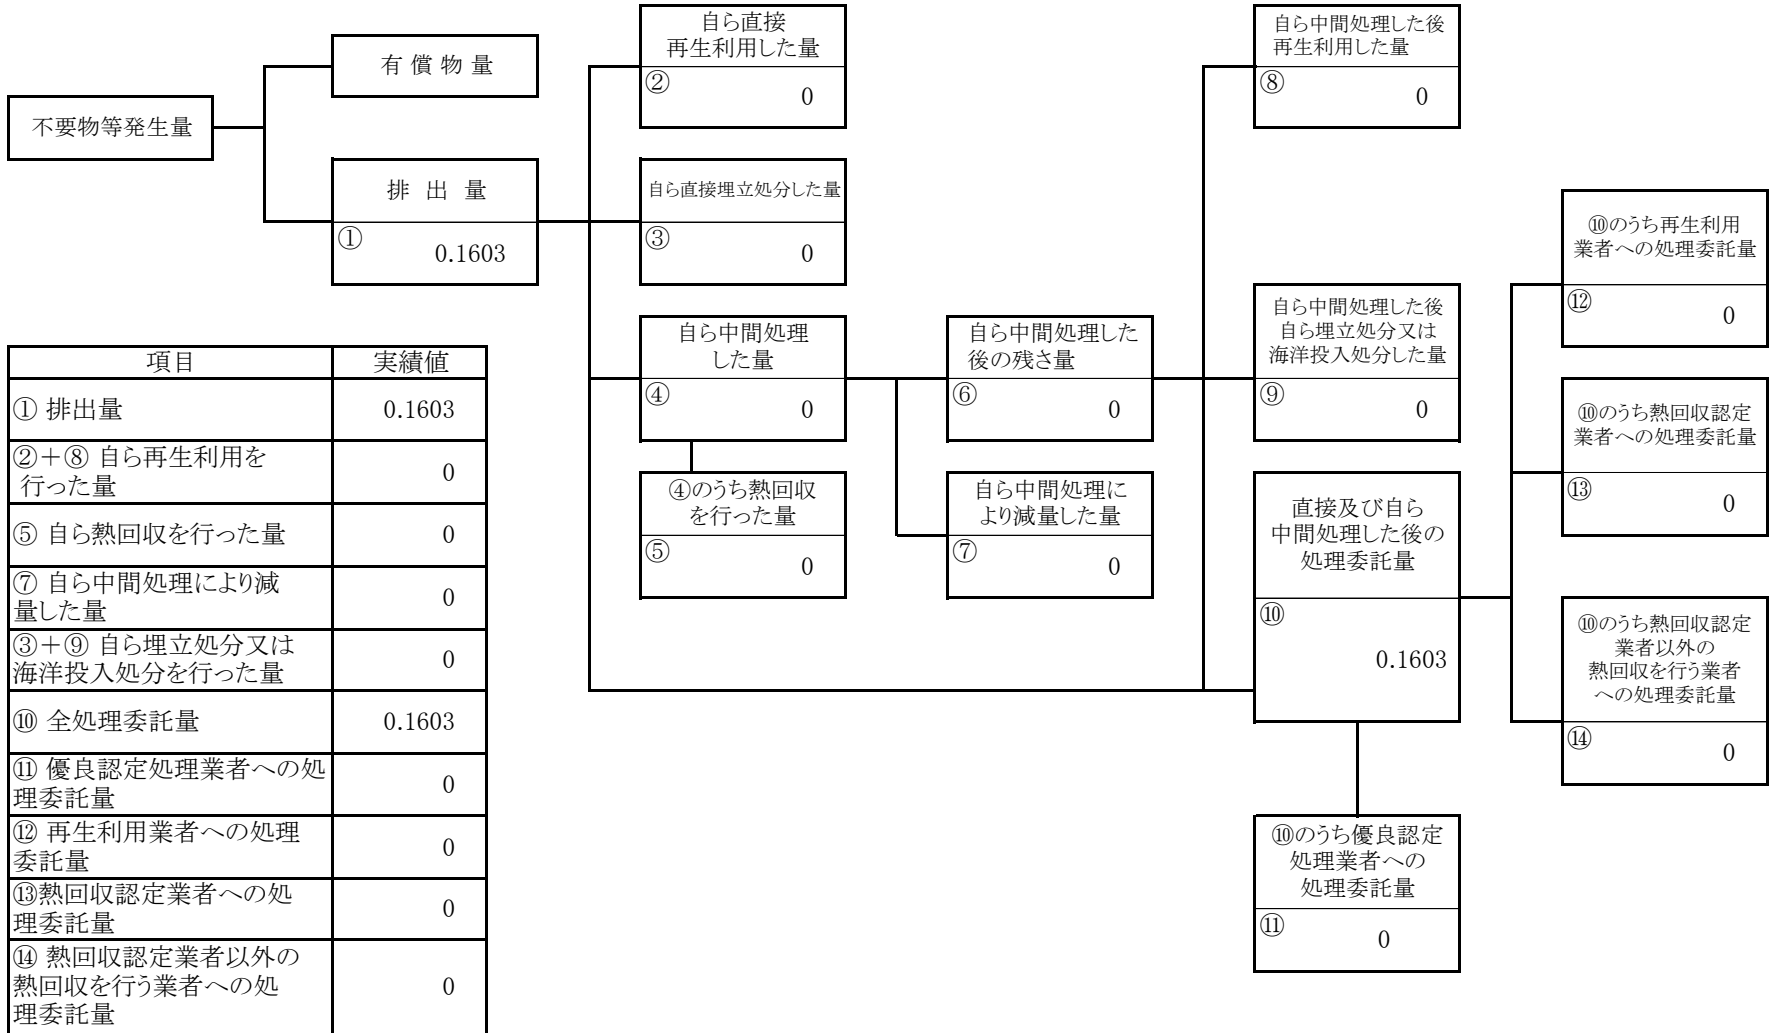 自ら直接
再生利用した量
②
0
自ら中間処理した後
再生利用した量
⑧
0
有 償 物 量
不要物等発生量
排 出 量
①
0.1603
自ら直接埋立処分した量
③
0
⑩のうち再生利用
業者への処理委託量
⑫
0
自ら中間処理
した量
④
0
自ら中間処理した
後の残さ量
⑥
0
自ら中間処理した後
自ら埋立処分又は
海洋投入処分した量
⑨
0
⑩のうち熱回収認定
業者への処理委託量
⑬
0
④のうち熱回収
を行った量
⑤
0
自ら中間処理に
より減量した量
⑦
0
直接及び自ら
中間処理した後の
処理委託量
⑩
0.1603
⑩のうち熱回収認定
業者以外の
熱回収を行う業者
への処理委託量
⑭
0
⑩のうち優良認定
処理業者への
処理委託量
⑪
0
項目 実績値
① 排出量 0.1603
②＋⑧ 自ら再生利用を
行った量 0
⑤ 自ら熱回収を行った量 0
⑦ 自ら中間処理により減
量した量 0
③＋⑨ 自ら埋立処分又は
海洋投入処分を行った量 0
⑩ 全処理委託量 0.1603
⑪ 優良認定処理業者への処
理委託量 0
⑫ 再生利用業者への処理
委託量 0
⑬熱回収認定業者への処
理委託量 0
⑭ 熱回収認定業者以外の
熱回収を行う業者への処 0
理委託量